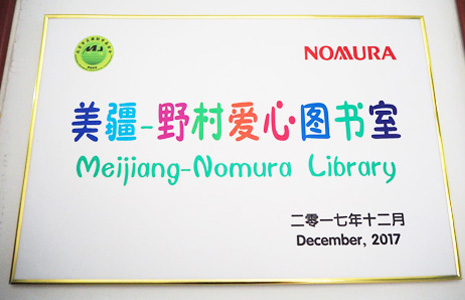 NOMURA
美疆-野村爱心图书室
Meijiang-Nomura Library
二零一七年十二月
December, 2017